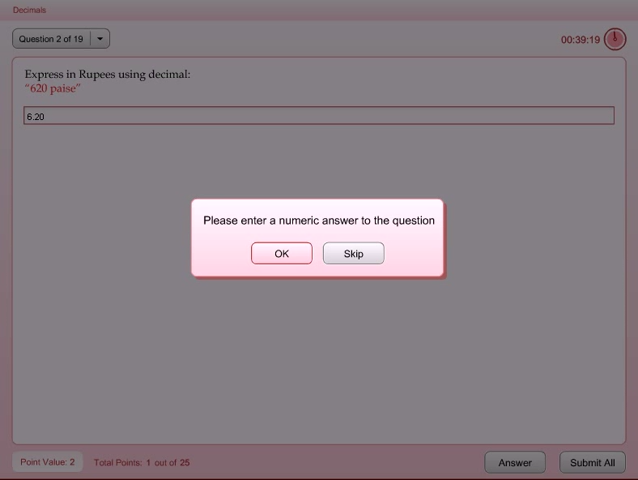 Decimals
Question 2 of 19
00:39:19
Express in Rupees using decimal:
“620 paise”
6.20
Please enter a numeric answer to the question
OK
Skip
Point Value: 2
Total Points: 1 out of 25
Answer
Submit All